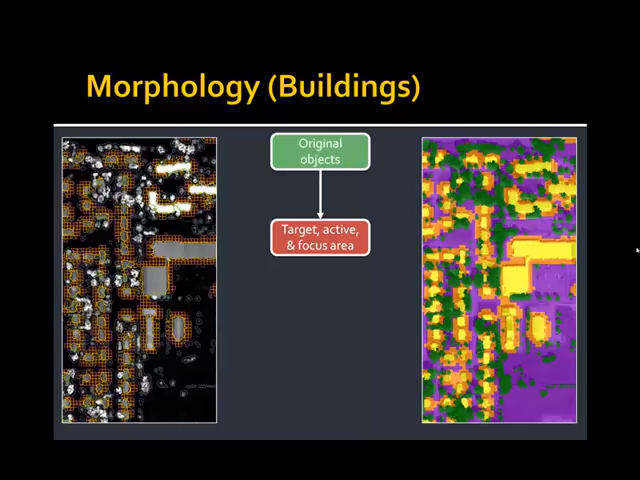 Morphology (Buildings)
Original
objects
Target, active,
& focus area